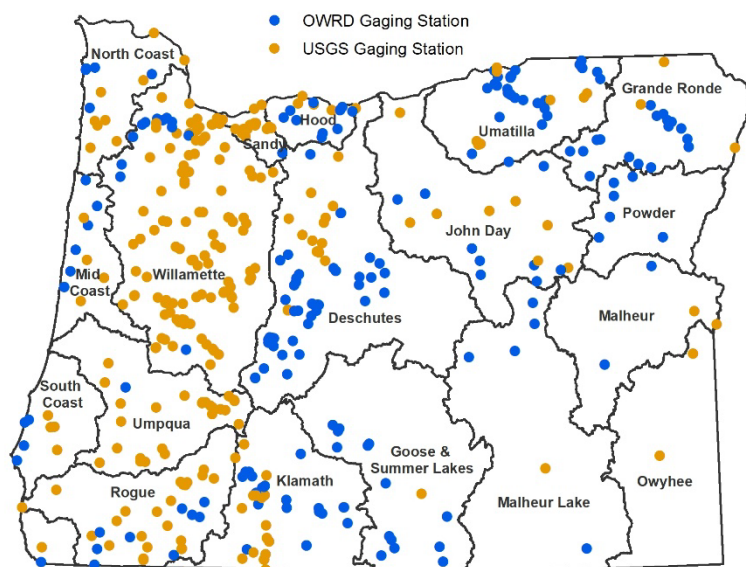 OWRD Gaging Station
USGS Gaging Station
North Coast
Hood
Sandy
Umatilla
Grande Ronde
Powder
John Day
Mid
Coast
Willamette
Deschutes
Malheur
South
Coast
Umpqua
Rogue
Klamath
Goose &
Summer Lakes
Malheur Lake
Owyhee